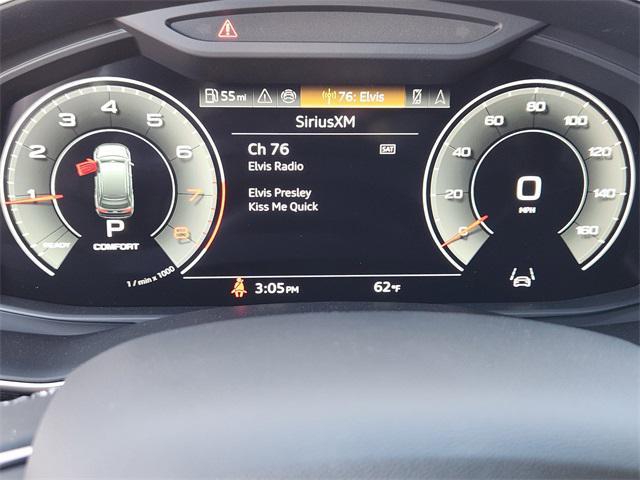 55 mi
76: Elvis
SiriusXM
Ch 76
SAT
Elvis Radio
Elvis Presley
Kiss Me Quick
1 2 3 4 5 6 7 8
READY
P
COMFORT
1 / min x 1000
0 20 40 60 80 100 120 140 160
0
MPH
3:05 PM
62°F